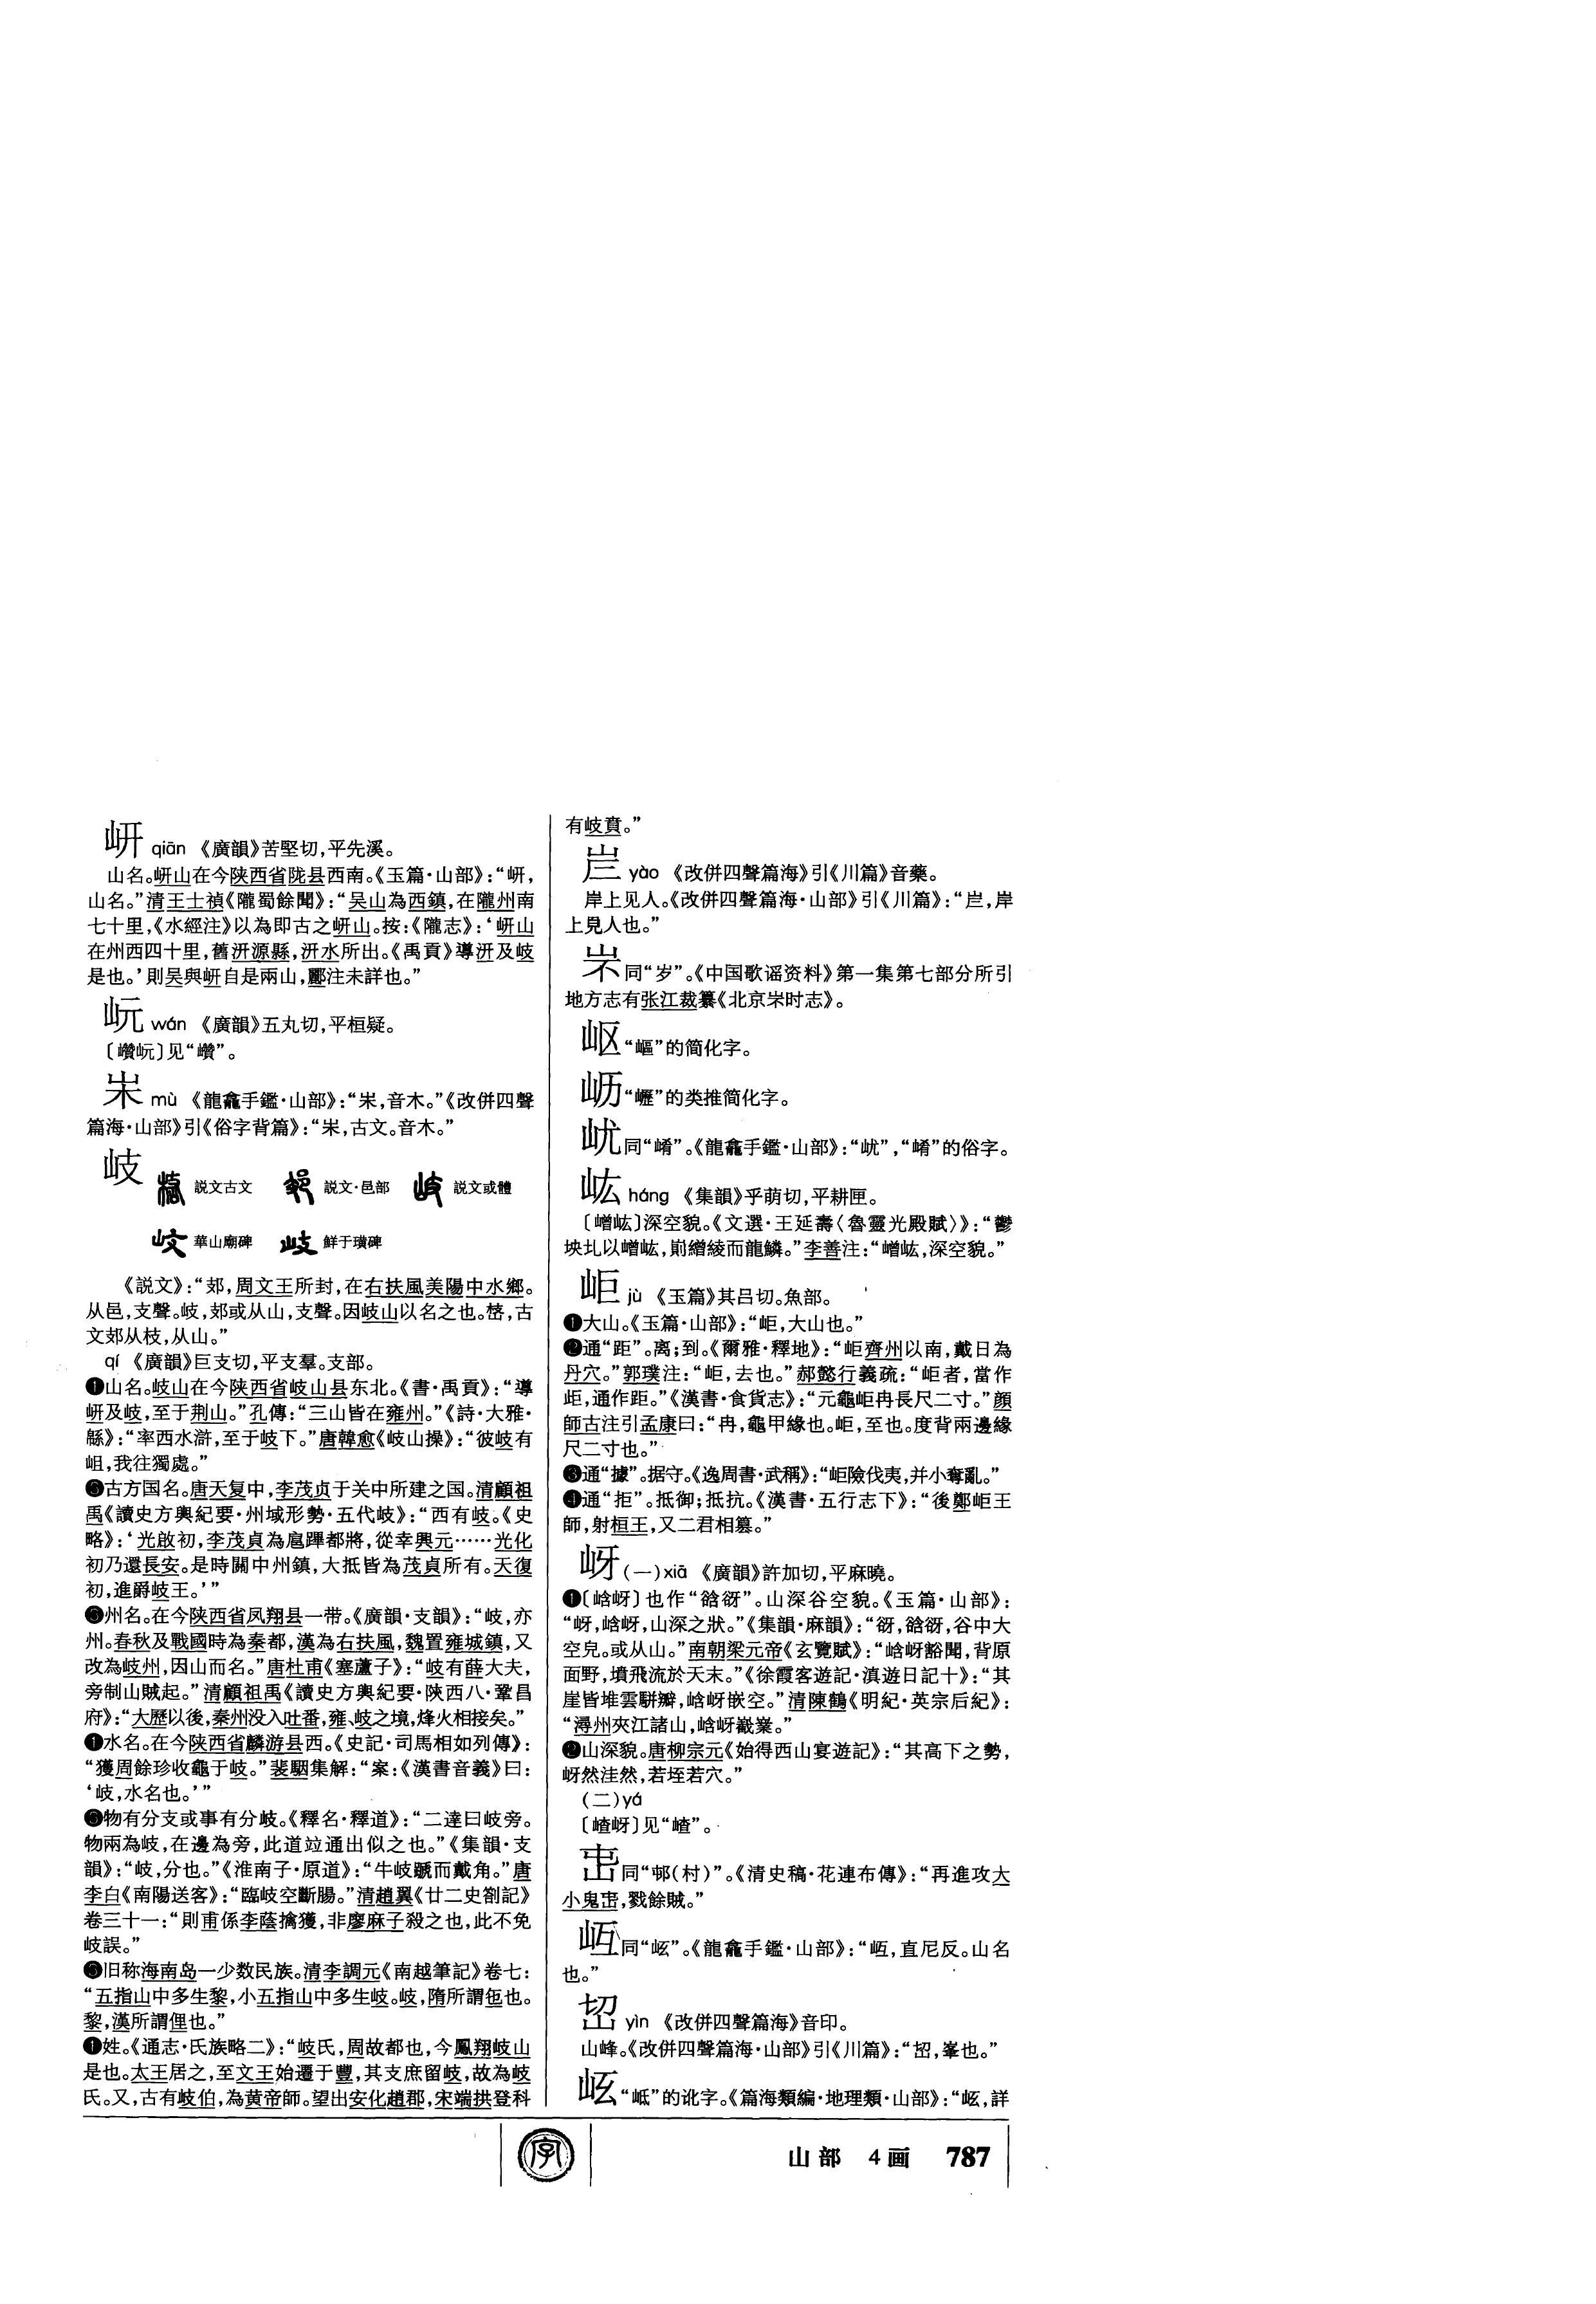 岍 qiān 《廣韻》苦堅切,平先溪。
山名。岍山在今陕西省陇县西南。《玉篇·山部》:“岍,
山名。”清王士禎《隴蜀餘聞》:“吴山為西鎮,在隴州南
七十里,《水經注》以為即古之岍山。按:《隴志》:‘岍山
在州西四十里,舊汧源縣,汧水所出。《禹貢》導汧及岐
是也。’則吴與岍自是兩山,酈注未詳也。”
岏 wán 《廣韻》五丸切,平桓疑。
〔巑岏〕见“巑”。
mù 《龍龕手鑑·山部》:“,音木。”《改併四聲
篇海·山部》引《俗字背篇》:“,古文。音木。”
岐 説文古文 説文·邑部 説文或體
華山廟碑 鮮于璜碑
《説文》:“𨙸,周文王所封,在右扶風美陽中水鄉。
从邑,支聲。岐,𨙸或从山,支聲。因岐山以名之也。,古
文𨙸从枝,从山。”
qí 《廣韻》巨支切,平支羣。支部。
❶山名。岐山在今陕西省岐山县东北。《書·禹貢》:“導
岍及岐,至于荆山。”孔傳:“三山皆在雍州。”《詩·大雅·
緜》:“率西水滸,至于岐下。”唐韓愈《岐山操》:“彼岐有
岨,我往獨處。”
古方国名。唐天复中,李茂贞于关中所建之国。清顧祖
禹《讀史方輿紀要·州域形勢·五代岐》:“西有岐。《史
略》:‘光啟初,李茂貞為扈蹕都將,從幸興元……光化
初乃還長安。是時關中州鎮,大抵皆為茂貞所有。天復
初,進爵岐王。’”
❸州名。在今陕西省凤翔县一带。《廣韻·支韻》:“岐,亦
州。春秋及戰國時為秦都,漢為右扶風,魏置雍城鎮,又
改為岐州,因山而名。”唐杜甫《塞蘆子》:“岐有薛大夫,
旁制山賊起。”清顧祖禹《讀史方輿紀要·陜西八·鞏昌
府》:“大歷以後,秦州没入吐番,雍、岐之境,烽火相接矣。”
水名。在今陕西省麟游县西。《史記·司馬相如列傳》:
“獲周餘珍收龜于岐。”裴駰集解:“案:《漢書音義》曰:
‘岐,水名也。’”
物有分支或事有分岐。《釋名·釋道》:“二達曰岐旁。
物兩為岐,在邊為旁,此道竝通出似之也。”《集韻·支
韻》:“岐,分也。”《淮南子·原道》:“牛岐蹏而戴角。”唐
李白《南陽送客》:“臨岐空斷腸。”清趙翼《廿二史劄記》
卷三十一:“則甫係李蔭擒獲,非廖麻子殺之也,此不免
岐誤。”
旧称海南岛一少数民族。清李調元《南越筆記》卷七:
“五指山中多生黎,小五指山中多生岐。岐,隋所謂㐌也。
黎,漢所謂俚也。”
姓。《通志·氏族略二》:“岐氏,周故都也,今鳳翔岐山
是也。太王居之,至文王始遷于豐,其支庶留岐,故為岐
氏。又,古有岐伯,為黄帝師。望出安化趙郡,宋端拱登科
有岐賁。”
yào 《改併四聲篇海》引《川篇》音藥。
岸上见人。《改併四聲篇海·山部》引《川篇》:“,岸
上見人也。”
同“岁”。《中国歌谣资料》第一集第七部分所引
地方志有张江裁纂《北京时志》。
岖 “嶇”的简化字。
“𡾋”的类推简化字。
同“崤”。《龍龕手鑑·山部》:“”,“崤”的俗字。
㟅 háng 《集韻》乎萌切,平耕匣。
〔㟅〕深空貌。《文選·王延壽〈魯靈光殿賦〉》:“鬱
坱圠以嶒㟅,崱繒綾而龍鱗。”李善注:“嶒㟅,深空貌。”
岠 jù 《玉篇》其吕切。魚部。
❶大山。《玉篇·山部》:“岠,大山也。”
❷通“距”。离;到。《爾雅·釋地》:“岠齊州以南,戴日為
丹穴。”郭璞注:“岠,去也。”郝懿行義疏:“岠者,當作
歫,通作距。”《漢書·食貨志》:“元龜岠冉長尺二寸。”顔
師古注引孟康曰:“冉,龜甲緣也。岠,至也。度背兩邊緣
尺二寸也。”
❸通“據”。据守。《逸周書·武稱》:“岠險伐夷,并小奪亂。”
❹通“拒”。抵御;抵抗。《漢書·五行志下》:“後鄭岠王
師,射桓王,又二君相篡。”
岈 (一)xiā 《廣韻》許加切,平麻曉。
❶〔峆岈〕也作“谽谺”。山深谷空貌。《玉篇·山部》:
“岈,峆岈,山深之狀。”《集韻·麻韻》:“谺,谽谺,谷中大
空皃。或从山。”南朝梁元帝《玄覽賦》:“峆岈豁閜,背原
面野,墳飛流於天末。”《徐霞客遊記·滇遊日記十》:“其
崖皆堆雲駢瓣,峆岈嵌空。”清陳鶴《明紀·英宗后紀》:
“潯州夾江諸山,峆岈巀嶪。”
❷山深貌。唐柳宗元《始得西山宴遊記》:“其高下之勢,
岈然洼然,若垤若穴。”
(二)yá
〔嵖岈〕见“嵖”。
同“邨(村)”。《清史稿·花連布傳》:“再進攻大
小鬼,戮餘賊。”
同“”。《龍龕手鑑·山部》:“,直尼反。山名
也。”
yìn 《改併四聲篇海》音印。
山峰。《改併四聲篇海·山部》引《川篇》:“,峯也。”
“岻”的讹字。《篇海類編·地理類·山部》:“,詳
字
山部 4画 787